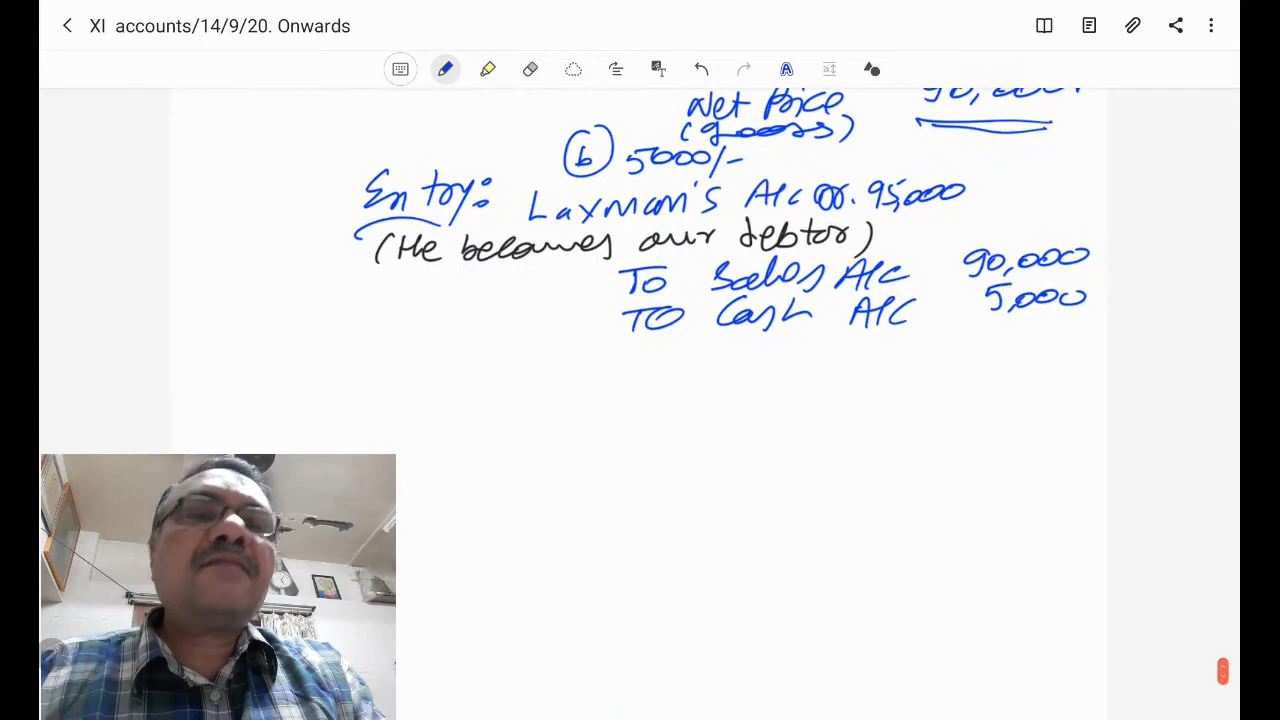 XI accounts/14/9/20. Onwards
Net Price
(goods)
b 5000/-
Entry: Laxman's A/c Dr. 95,000
(He becomes our debtor)
To Sales A/c 90,000
TO Cash A/c 5,000